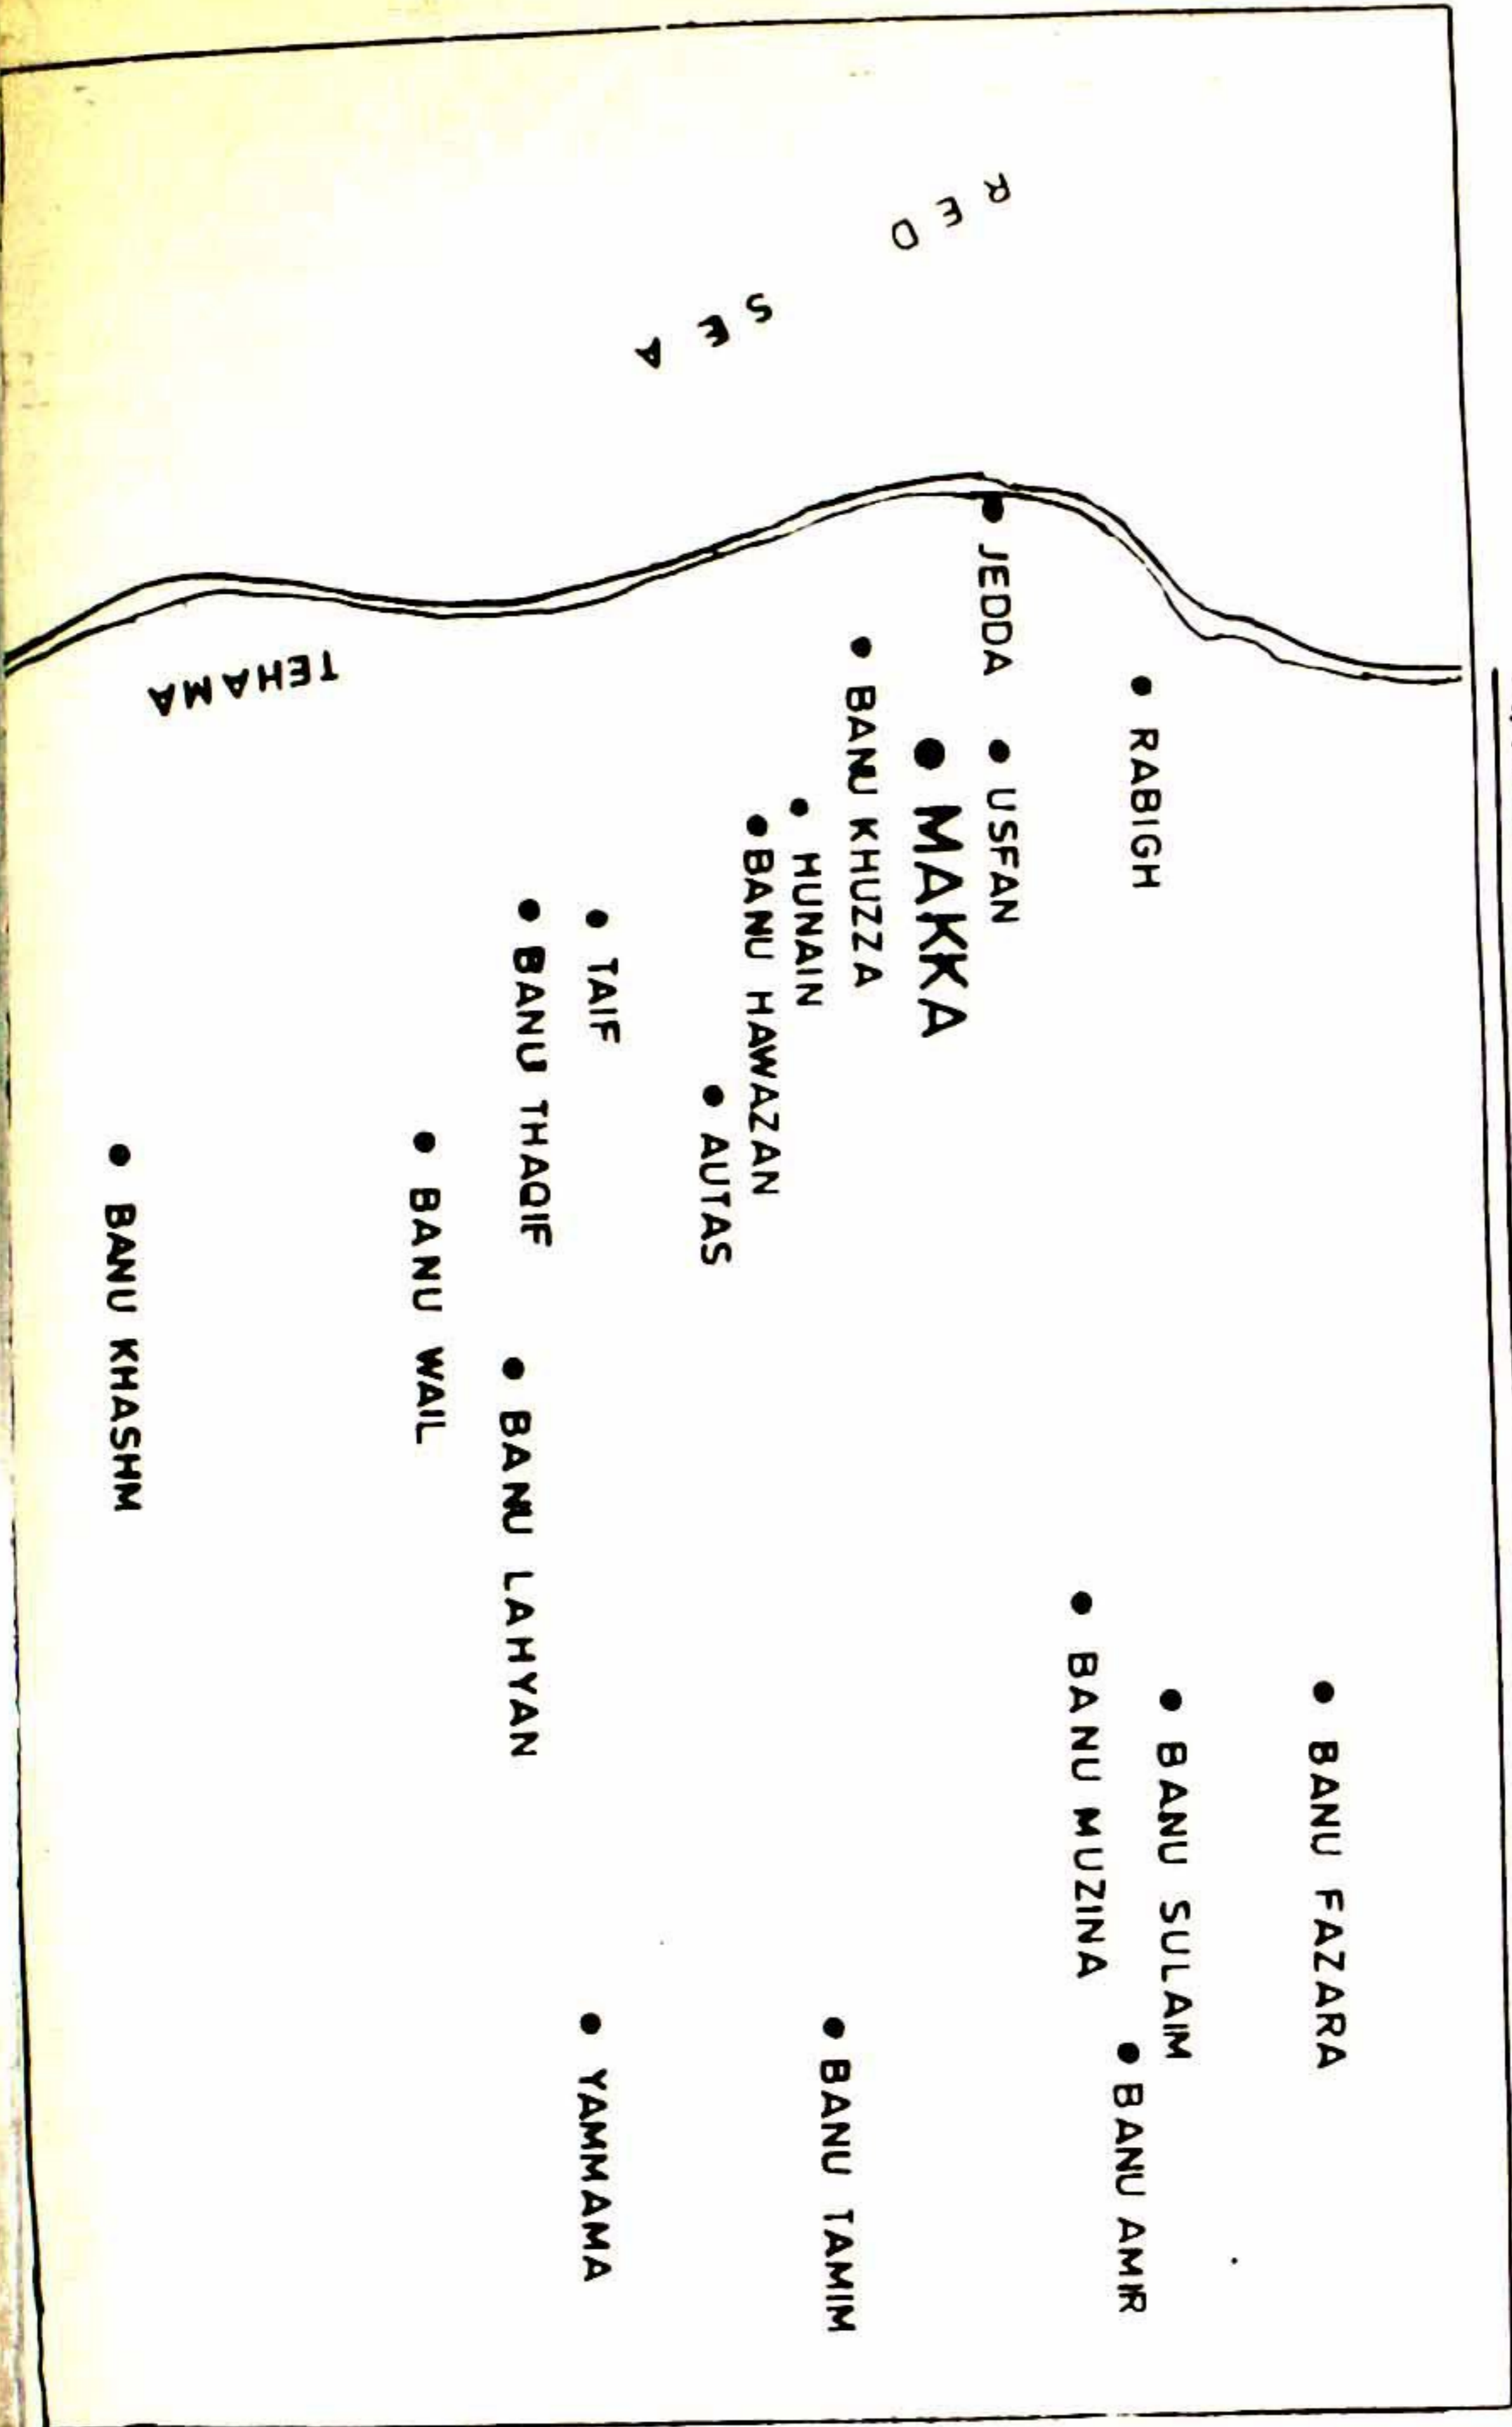 RED SEA
RABIGH
JEDDA
USFAN
MAKKA
BANU KHUZZA
HUNAIN
BANU HAWAZAN
AUTAS
TAIF
BANU THAQIF
TEHAMA
BANU WAIL
BANU LAHYAN
BANU KHASHM
BANU FAZARA
BANU SULAIM
BANU MUZINA
BANU AMIR
BANU TAMIM
YAMMAMA